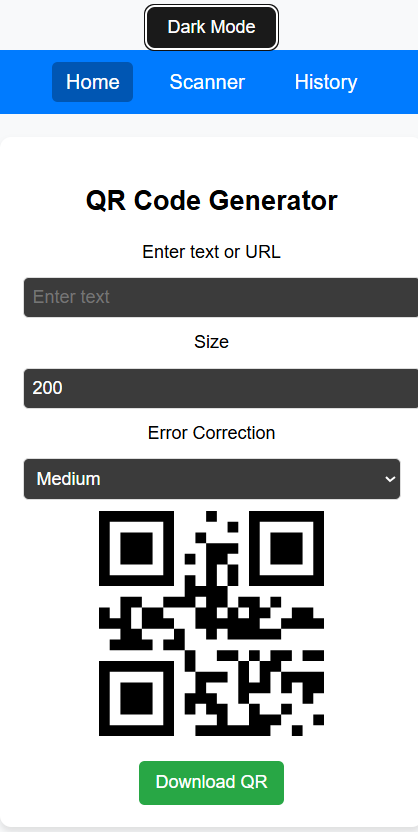 Dark Mode
Home Scanner History
QR Code Generator
Enter text or URL
Enter text
Size
200
Error Correction
Medium
Download QR